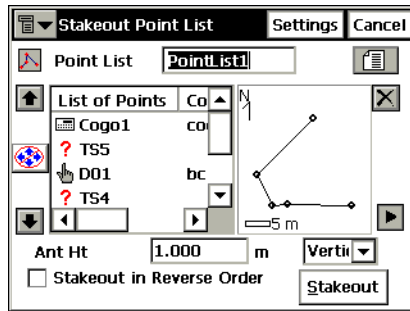 Stakeout Point List Settings Cancel
Point List PointList1
List of Points Co
Cogo1 co
? TS5
D01 bc
? TS4
N
5 m
Ant Ht 1.000 m Verti
Stakeout in Reverse Order Stakeout